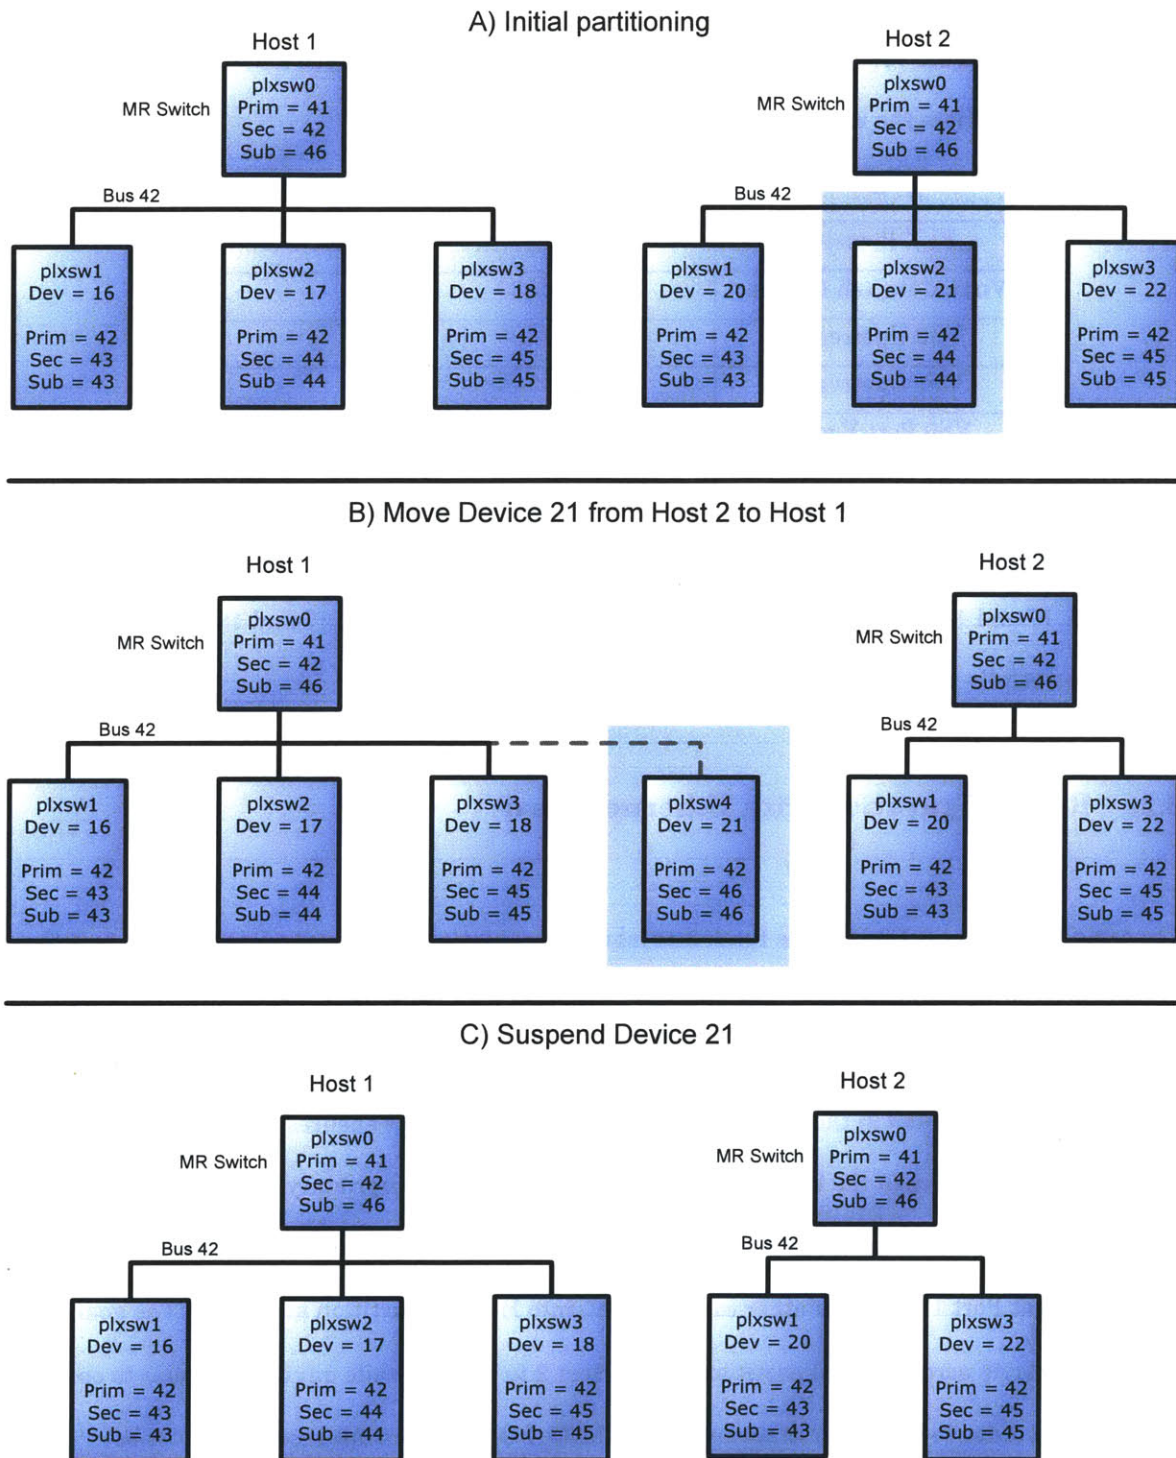 A) Initial partitioning
Host 1
plxsw0
Prim = 41
Sec = 42
Sub = 46
MR Switch
Bus 42
plxsw1
Dev = 16
Prim = 42
Sec = 43
Sub = 43
plxsw2
Dev = 17
Prim = 42
Sec = 44
Sub = 44
plxsw3
Dev = 18
Prim = 42
Sec = 45
Sub = 45
Host 2
plxsw0
Prim = 41
Sec = 42
Sub = 46
MR Switch
Bus 42
plxsw1
Dev = 20
Prim = 42
Sec = 43
Sub = 43
plxsw2
Dev = 21
Prim = 42
Sec = 44
Sub = 44
plxsw3
Dev = 22
Prim = 42
Sec = 45
Sub = 45
B) Move Device 21 from Host 2 to Host 1
Host 1
plxsw0
Prim = 41
Sec = 42
Sub = 46
MR Switch
Bus 42
plxsw1
Dev = 16
Prim = 42
Sec = 43
Sub = 43
plxsw2
Dev = 17
Prim = 42
Sec = 44
Sub = 44
plxsw3
Dev = 18
Prim = 42
Sec = 45
Sub = 45
plxsw4
Dev = 21
Prim = 42
Sec = 46
Sub = 46
Host 2
plxsw0
Prim = 41
Sec = 42
Sub = 46
MR Switch
Bus 42
plxsw1
Dev = 20
Prim = 42
Sec = 43
Sub = 43
plxsw3
Dev = 22
Prim = 42
Sec = 45
Sub = 45
C) Suspend Device 21
Host 1
plxsw0
Prim = 41
Sec = 42
Sub = 46
MR Switch
Bus 42
plxsw1
Dev = 16
Prim = 42
Sec = 43
Sub = 43
plxsw2
Dev = 17
Prim = 42
Sec = 44
Sub = 44
plxsw3
Dev = 18
Prim = 42
Sec = 45
Sub = 45
Host 2
plxsw0
Prim = 41
Sec = 42
Sub = 46
MR Switch
Bus 42
plxsw1
Dev = 20
Prim = 42
Sec = 43
Sub = 43
plxsw3
Dev = 22
Prim = 42
Sec = 45
Sub = 45